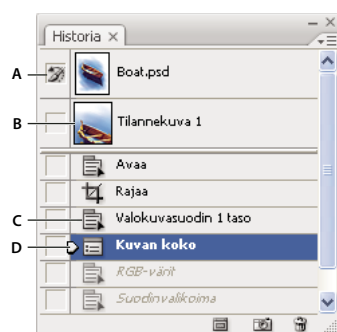 Historia
A
Boat.psd
B
Tilannekuva 1
Avaa
Rajaa
C
Valokuvasuodin 1 taso
D
Kuvan koko
RGB-värit
Suodinvalikoima